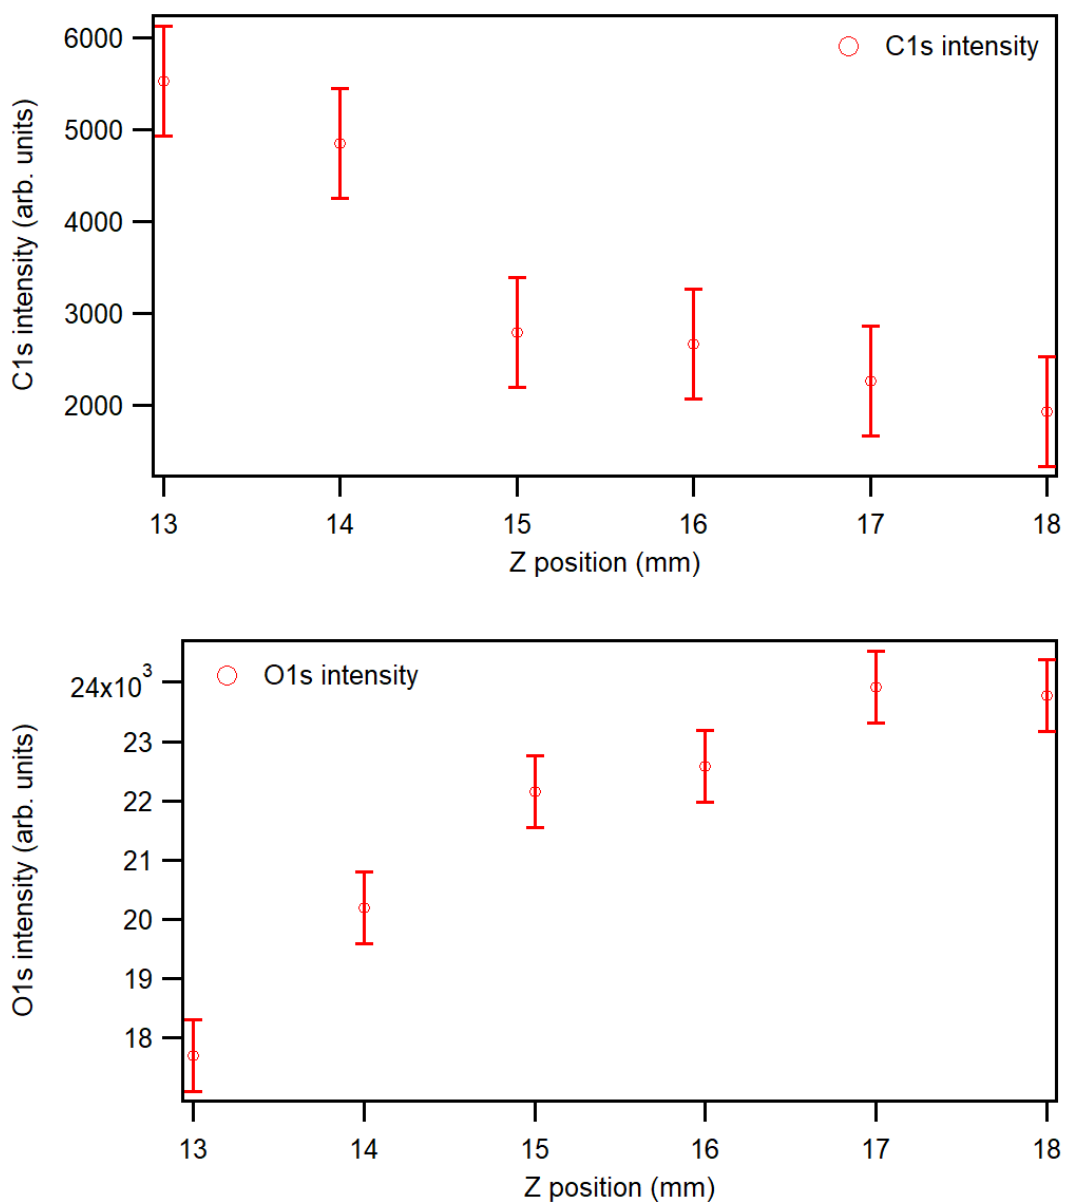 C1s intensity
C1s intensity (arb. units)
6000
5000
4000
3000
2000
13 14 15 16 17 18
Z position (mm)
O1s intensity
O1s intensity (arb. units)
24x10³
23
22
21
20
19
18
13 14 15 16 17 18
Z position (mm)